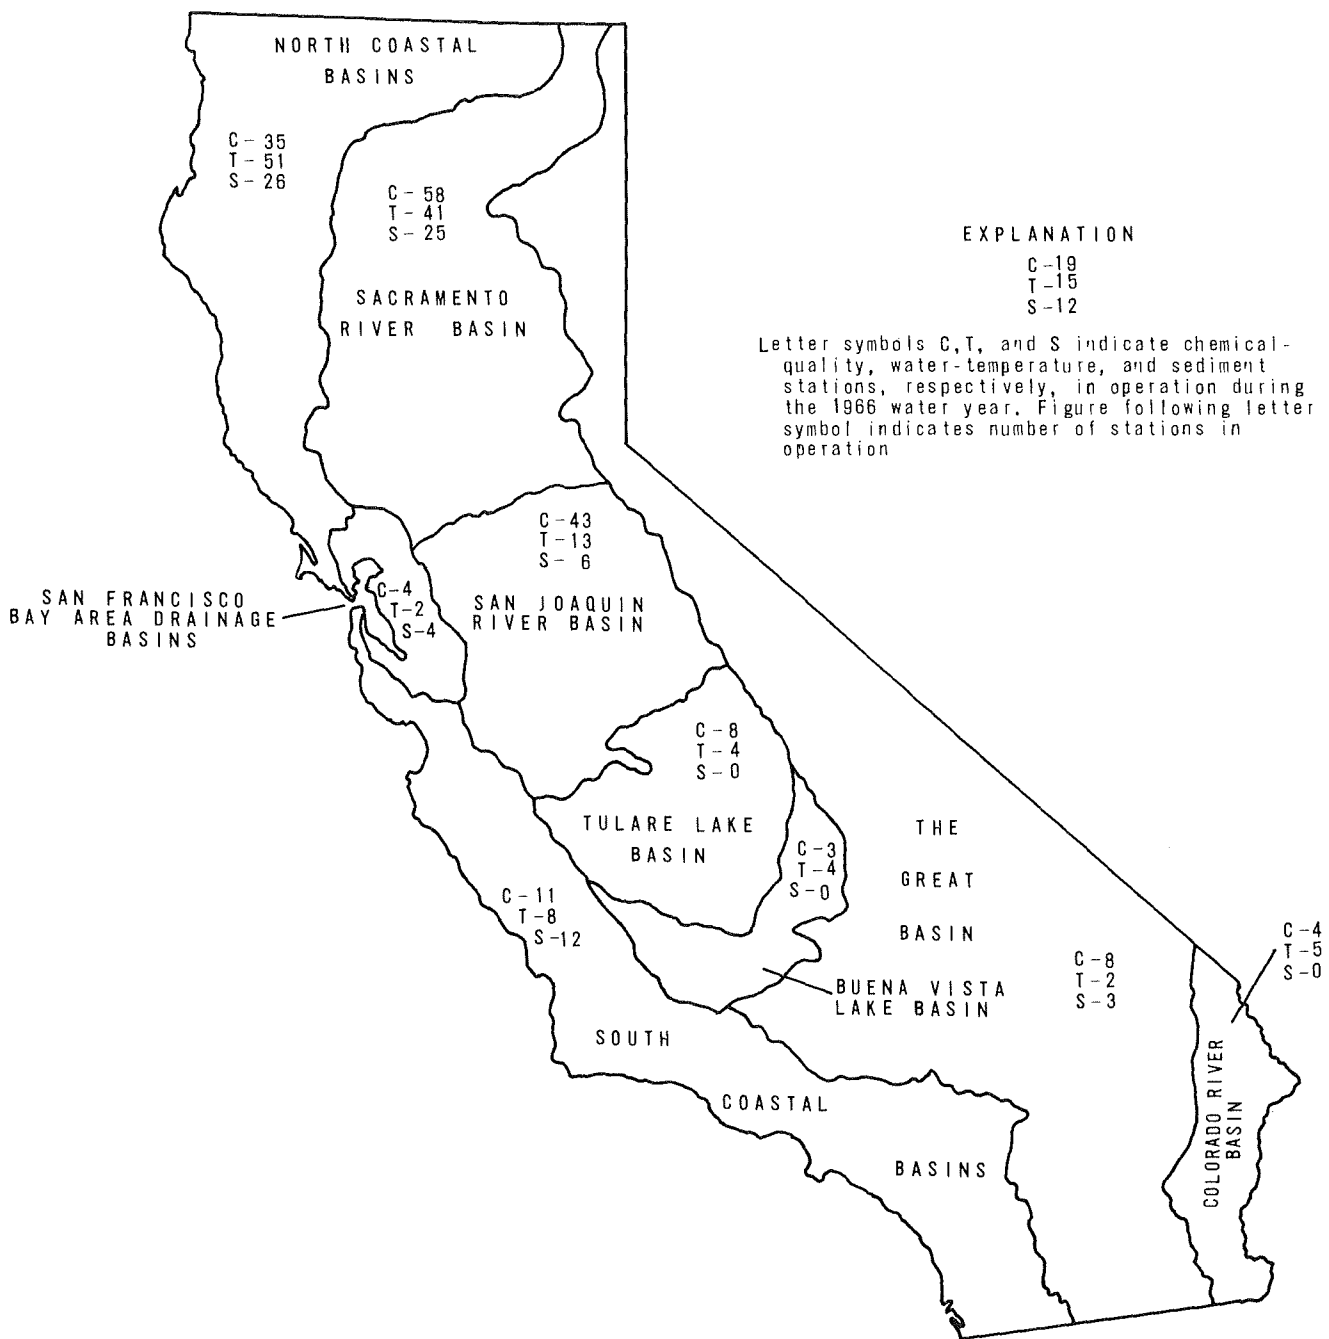 NORTH COASTAL
BASINS
C-35
T-51
S-26
C-58
T-41
S-25
SACRAMENTO
RIVER BASIN
EXPLANATION
C-19
T-15
S-12
Letter symbols C,T, and S indicate chemical-
quality, water-temperature, and sediment
stations, respectively, in operation during
the 1966 water year. Figure following letter
symbol indicates number of stations in
operation
C-43
T-13
S-6
SAN JOAQUIN
RIVER BASIN
SAN FRANCISCO
BAY AREA DRAINAGE
BASINS
C-4
T-2
S-4
C-8
T-4
S-0
TULARE LAKE
BASIN
C-3
T-4
S-0
THE
GREAT
BASIN
C-8
T-2
S-3
C-4
T-5
S-0
C-11
T-8
S-12
BUENA VISTA
LAKE BASIN
SOUTH
COASTAL
BASINS
COLORADO RIVER
BASIN